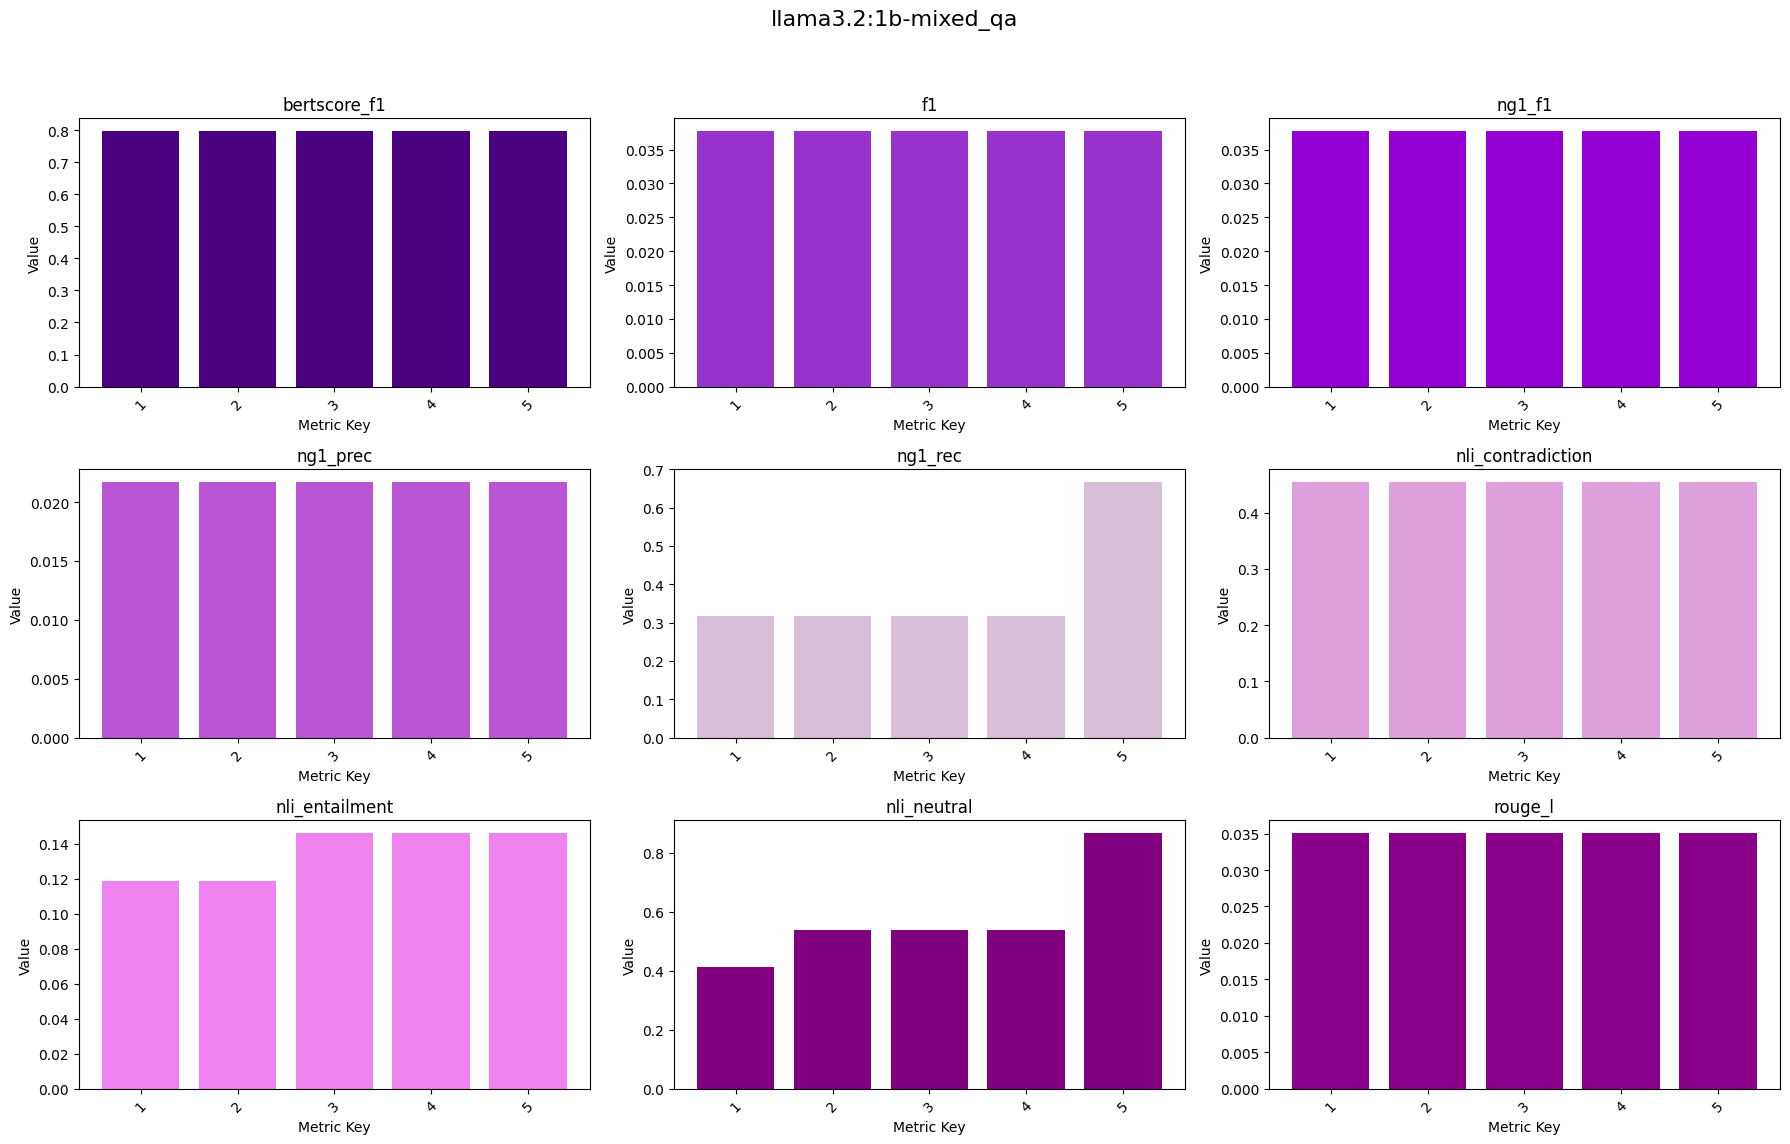 llama3.2:1b-mixed_qa
bertscore_f1
Value
0.8
0.7
0.6
0.5
0.4
0.3
0.2
0.1
0.0
1 2 3 4 5
Metric Key
f1
Value
0.035
0.030
0.025
0.020
0.015
0.010
0.005
0.000
1 2 3 4 5
Metric Key
ng1_f1
Value
0.035
0.030
0.025
0.020
0.015
0.010
0.005
0.000
1 2 3 4 5
Metric Key
ng1_prec
Value
0.020
0.015
0.010
0.005
0.000
1 2 3 4 5
Metric Key
ng1_rec
Value
0.7
0.6
0.5
0.4
0.3
0.2
0.1
0.0
1 2 3 4 5
Metric Key
nli_contradiction
Value
0.4
0.3
0.2
0.1
0.0
1 2 3 4 5
Metric Key
nli_entailment
Value
0.14
0.12
0.10
0.08
0.06
0.04
0.02
0.00
1 2 3 4 5
Metric Key
nli_neutral
Value
0.8
0.6
0.4
0.2
0.0
1 2 3 4 5
Metric Key
rouge_l
Value
0.035
0.030
0.025
0.020
0.015
0.010
0.005
0.000
1 2 3 4 5
Metric Key